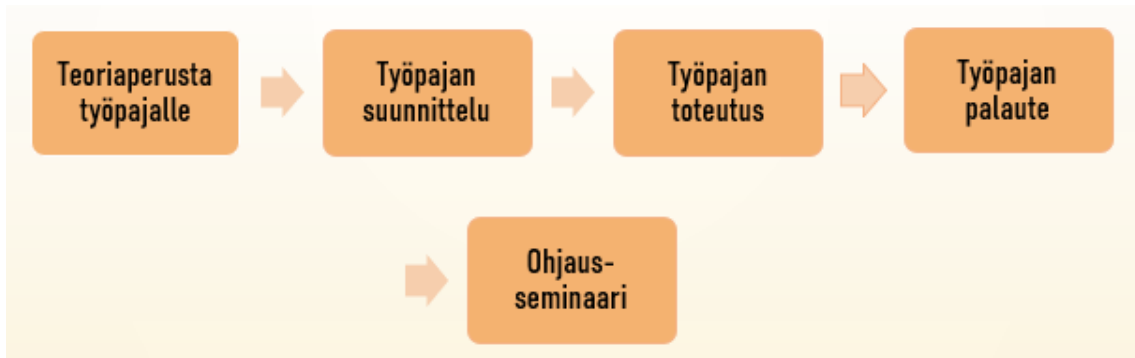 Teoriaperusta
työpajalle
Työpajan
suunnittelu
Työpajan
toteutus
Työpajan
palaute
Ohjaus-
seminaari